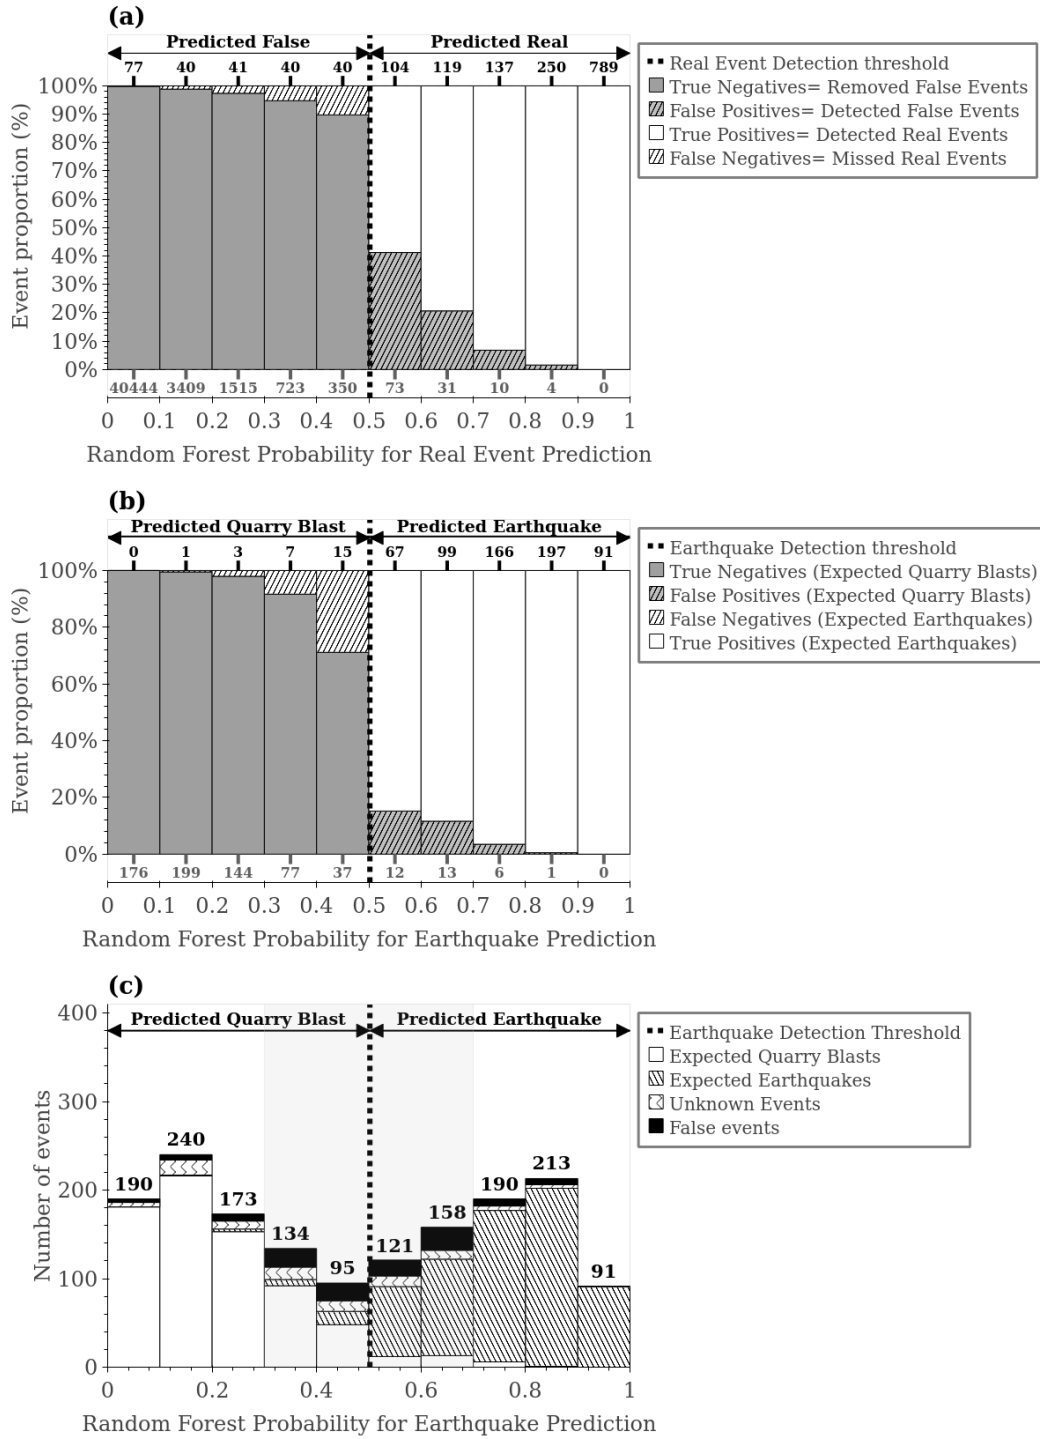 (a)
Predicted False Predicted Real
77 40 41 40 40 104 119 137 250 789
100%
90%
80%
70%
60%
50%
40%
30%
20%
10%
0%
Event proportion (%)
40444 3409 1515 723 350 73 31 10 4 0
0 0.1 0.2 0.3 0.4 0.5 0.6 0.7 0.8 0.9 1
Random Forest Probability for Real Event Prediction
Real Event Detection threshold
True Negatives= Removed False Events
False Positives= Detected False Events
True Positives= Detected Real Events
False Negatives= Missed Real Events
(b)
Predicted Quarry Blast Predicted Earthquake
0 1 3 7 15 67 99 166 197 91
100%
80%
60%
40%
20%
0%
Event proportion (%)
176 199 144 77 37 12 13 6 1 0
0 0.1 0.2 0.3 0.4 0.5 0.6 0.7 0.8 0.9 1
Random Forest Probability for Earthquake Prediction
Earthquake Detection threshold
True Negatives (Expected Quarry Blasts)
False Positives (Expected Quarry Blasts)
False Negatives (Expected Earthquakes)
True Positives (Expected Earthquakes)
(c)
Predicted Quarry Blast Predicted Earthquake
400
300
200
100
0
Number of events
190 240 173 134 95 121 158 190 213 91
0 0.2 0.4 0.6 0.8 1
Random Forest Probability for Earthquake Prediction
Earthquake Detection Threshold
Expected Quarry Blasts
Expected Earthquakes
Unknown Events
False events